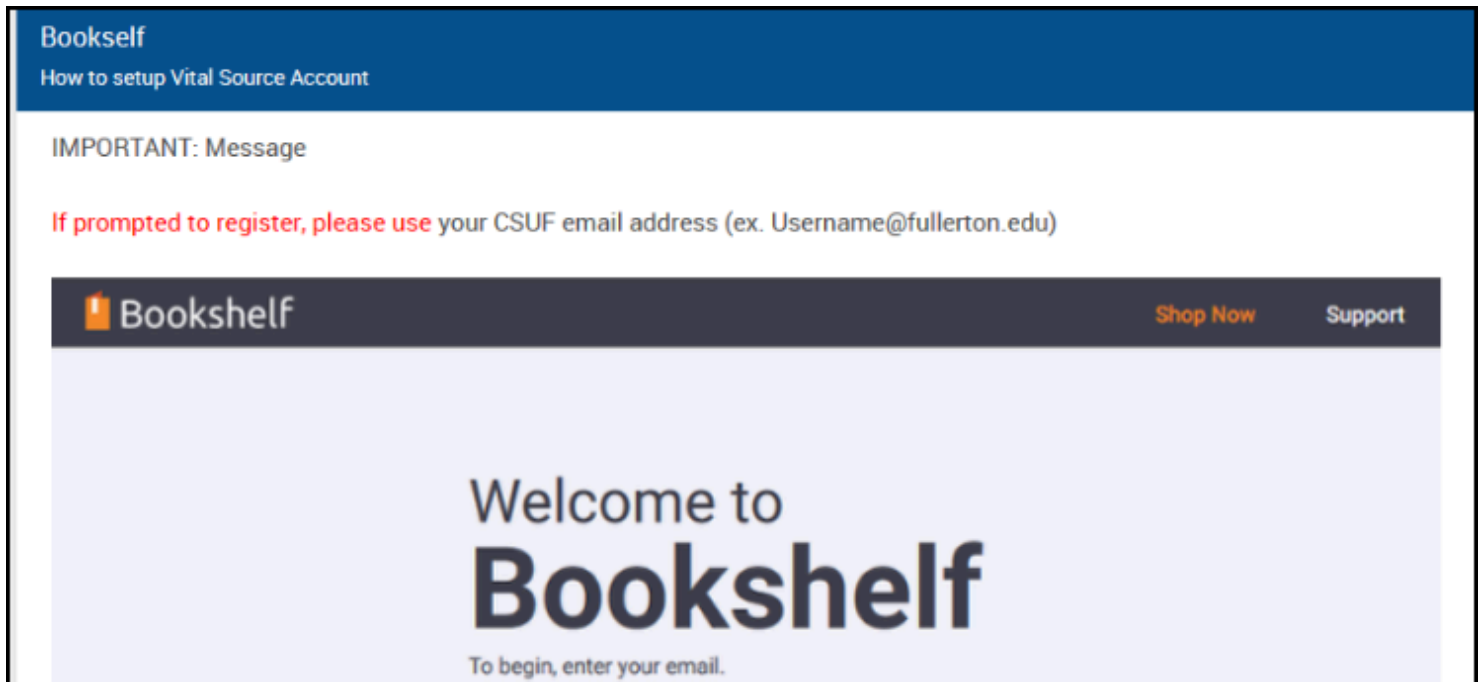 Bookself
How to setup Vital Source Account
IMPORTANT: Message
If prompted to register, please use your CSUF email address (ex. Username@fullerton.edu)
Bookshelf
Shop Now
Support
Welcome to
Bookshelf
To begin, enter your email.